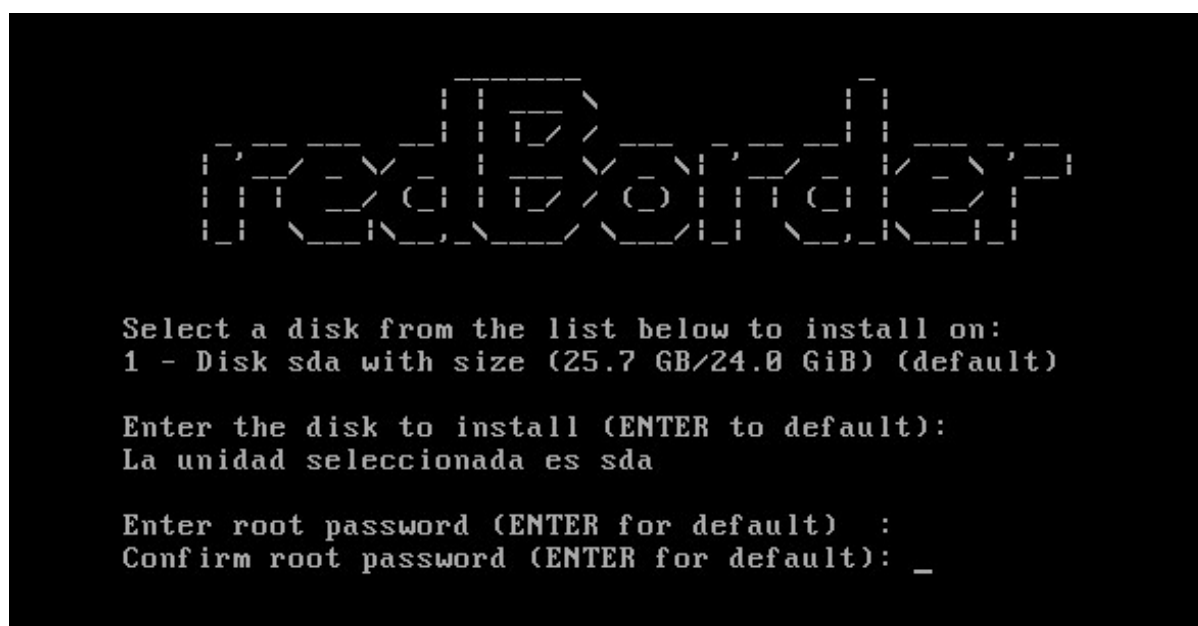 redBorder
Select a disk from the list below to install on:
1 - Disk sda with size (25.7 GB/24.0 GiB) (default)
Enter the disk to install (ENTER to default):
La unidad seleccionada es sda
Enter root password (ENTER for default)  :
Confirm root password (ENTER for default): _